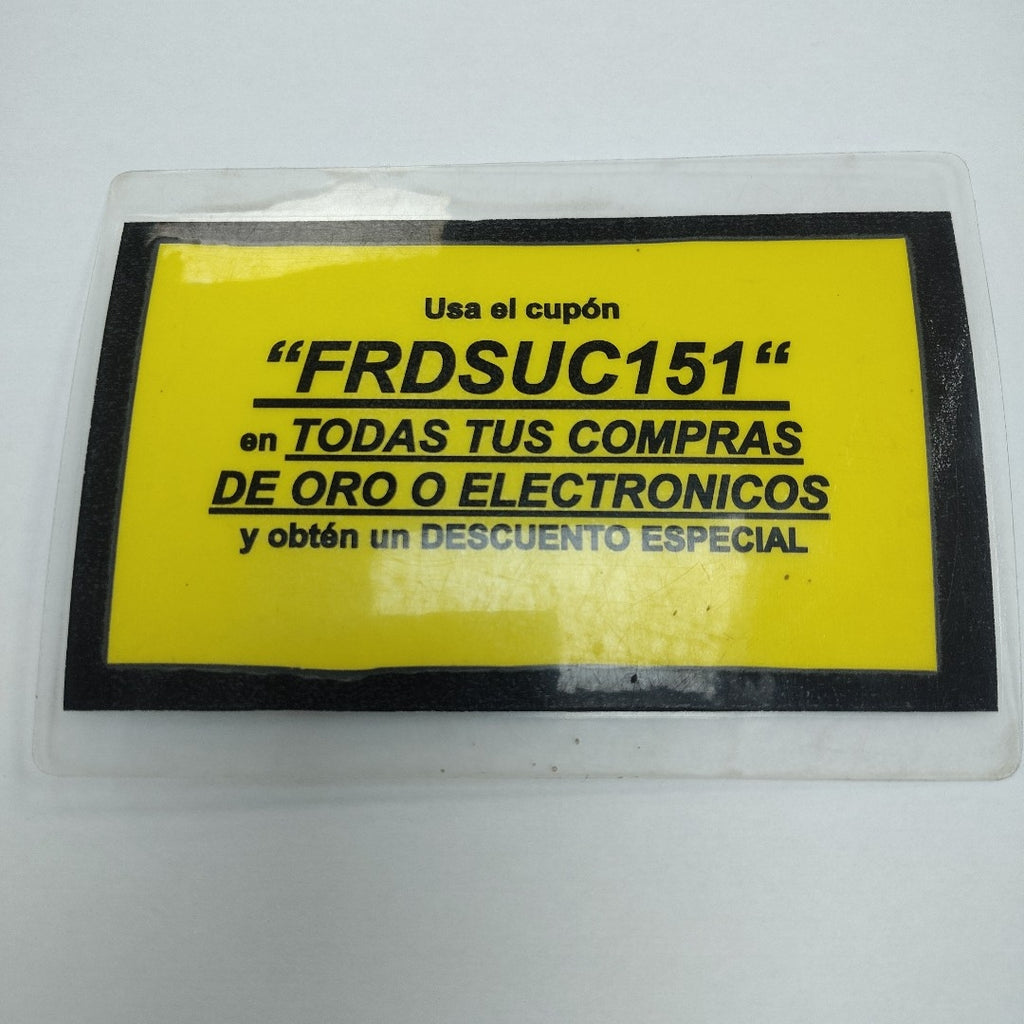 Usa el cupón
“FRDSUC151“
en TODAS TUS COMPRAS
DE ORO O ELECTRONICOS
y obtén un DESCUENTO ESPECIAL